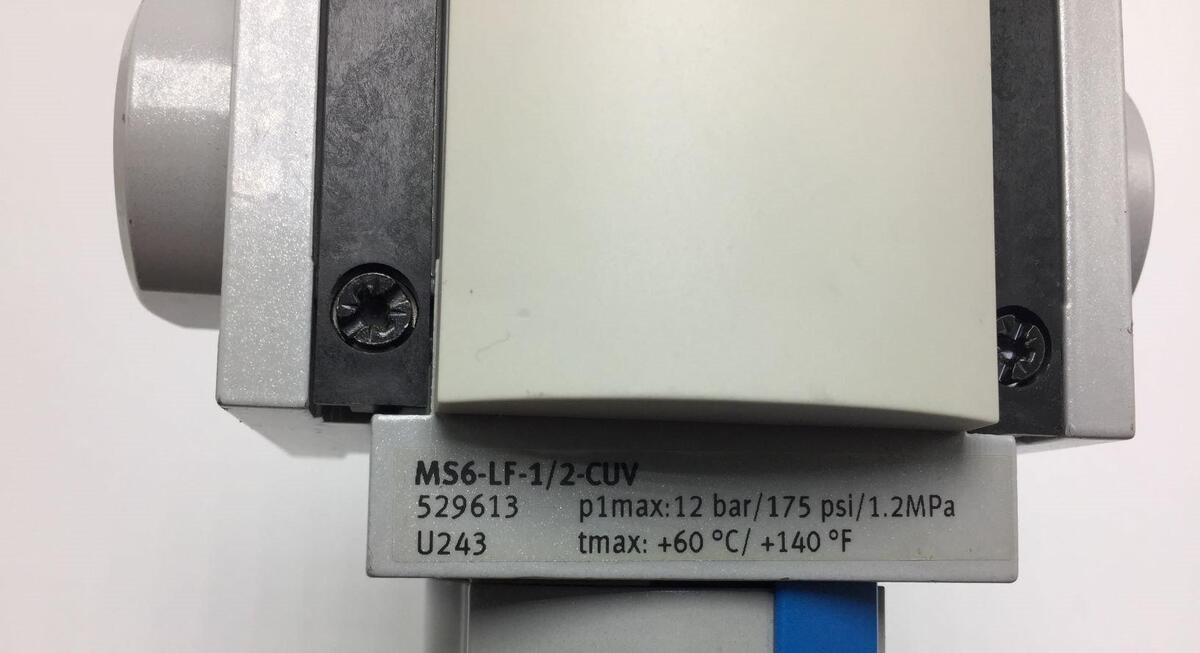 MS6-LF-1/2-CUV
529613 p1max:12 bar/175 psi/1.2MPa
U243 tmax: +60 °C/ +140 °F